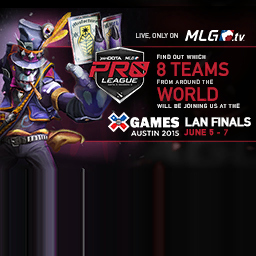 LIVE, ONLY ON MLG.tv
joinDOTA MLG
PRO
LEAGUE
FIND OUT WHICH
8 TEAMS
FROM AROUND THE
WORLD
WILL BE JOINING US AT THE
X GAMES LAN FINALS
AUSTIN 2015 JUNE 5 - 7